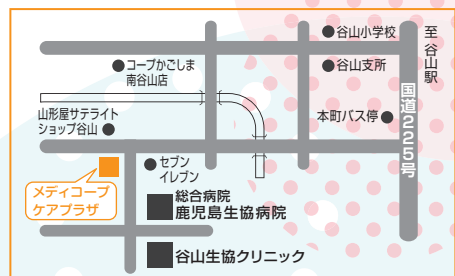 谷山小学校
至 谷山駅
コープかごしま
南谷山店
谷山支所
国道225号
山形屋サテライト
ショップ谷山
本町バス停
セブン
イレブン
メディコープ
ケアプラザ
総合病院
鹿児島生協病院
谷山生協クリニック